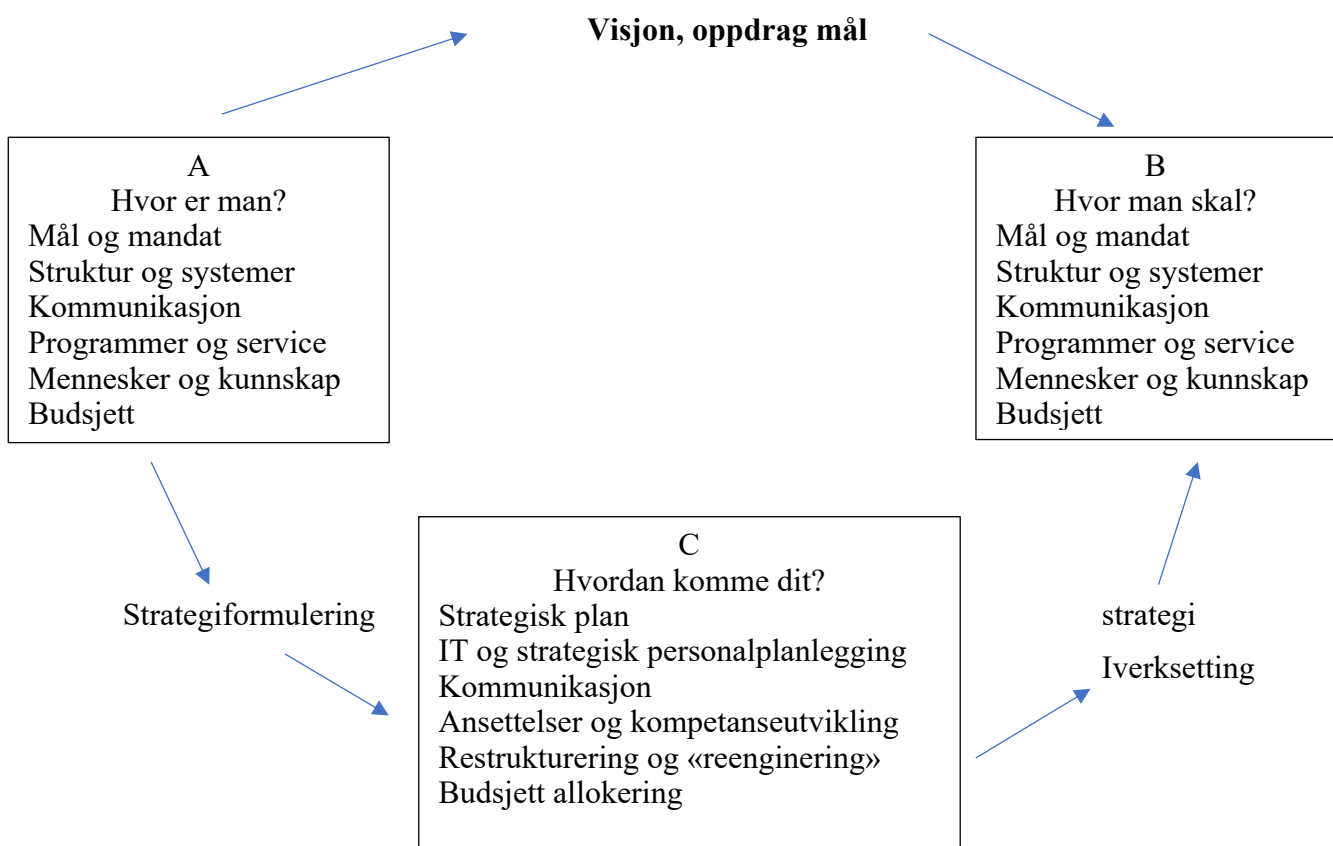 Visjon, oppdrag mål
A
Hvor er man?
Mål og mandat
Struktur og systemer
Kommunikasjon
Programmer og service
Mennesker og kunnskap
Budsjett
B
Hvor man skal?
Mål og mandat
Struktur og systemer
Kommunikasjon
Programmer og service
Mennesker og kunnskap
Budsjett
Strategiformulering
C
Hvordan komme dit?
Strategisk plan
IT og strategisk personalplanlegging
Kommunikasjon
Ansettelser og kompetanseutvikling
Restrukturering og «reenginering»
Budsjett allokering
strategi
Iverksetting